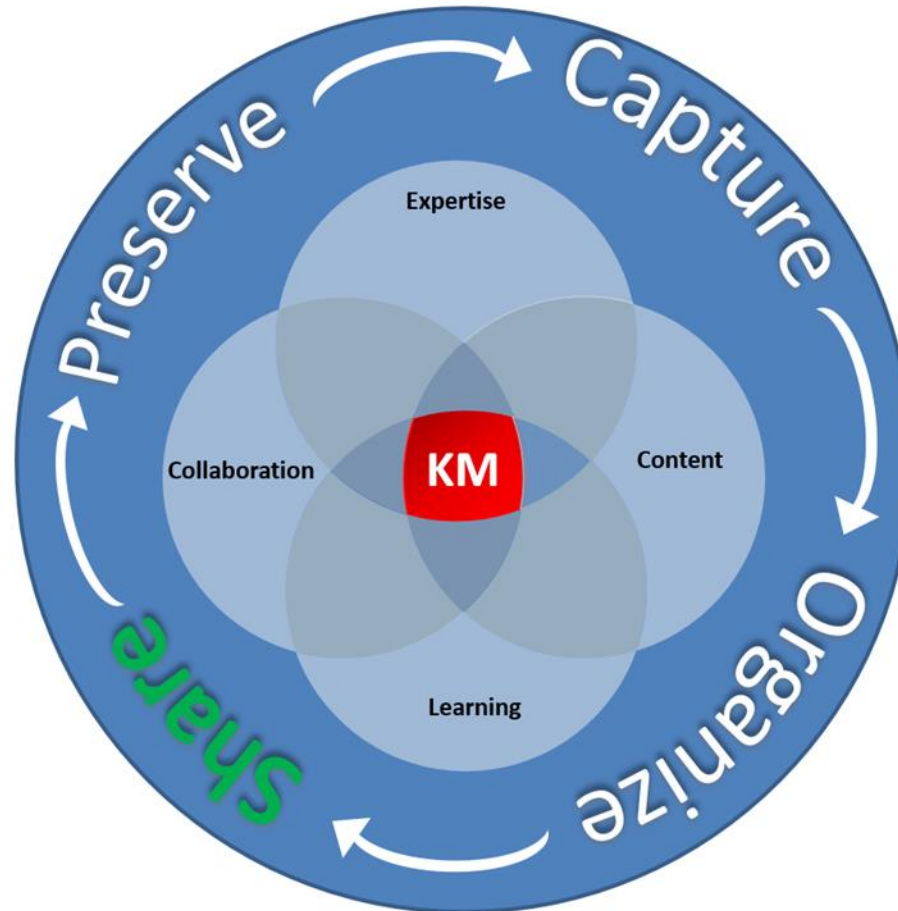 Preserve
Capture
Organize
Share
Expertise
Collaboration
KM
Content
Learning